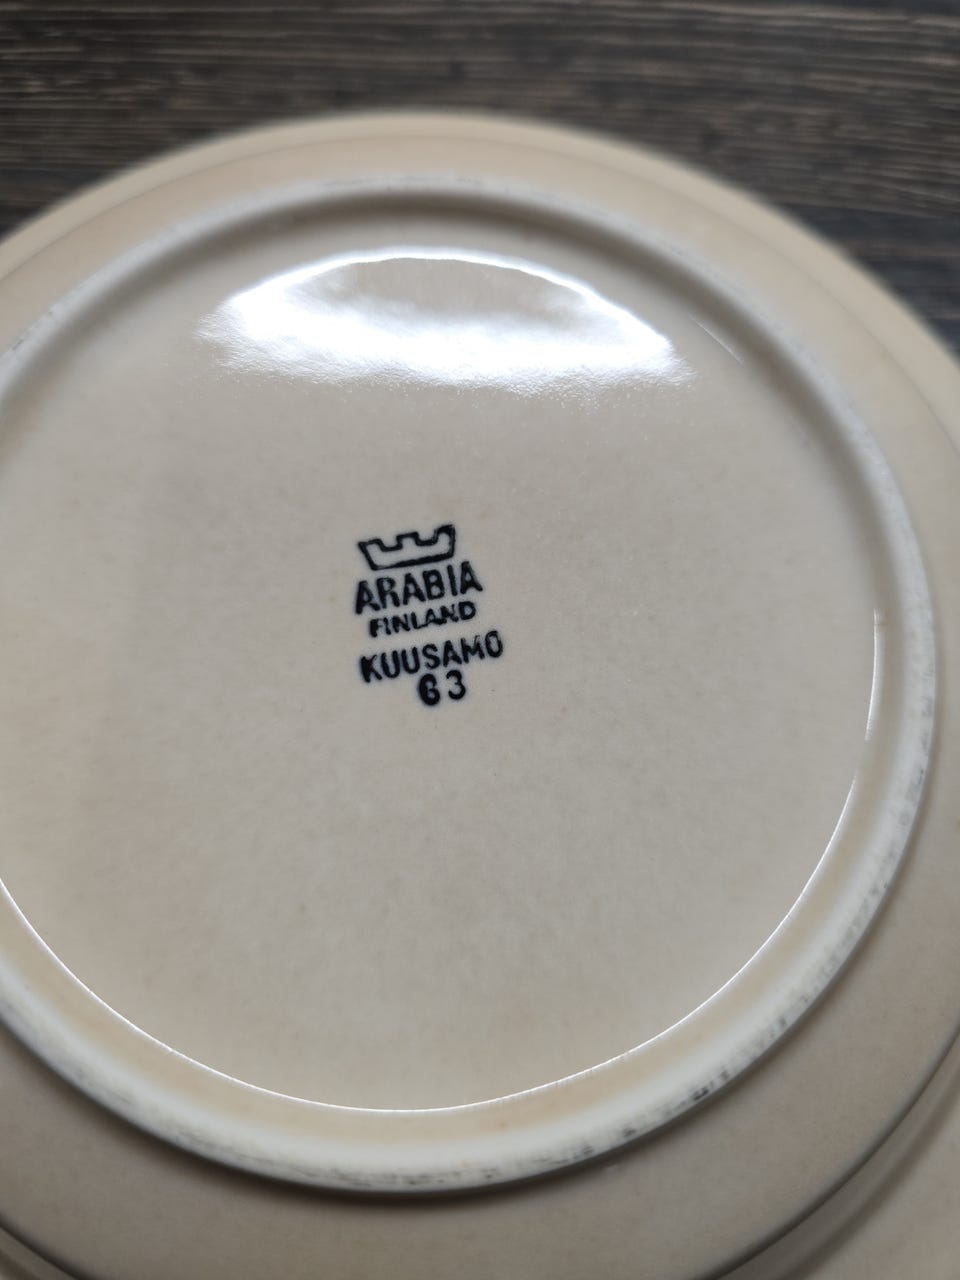 ARABIA
FINLAND
KUUSAMO
63